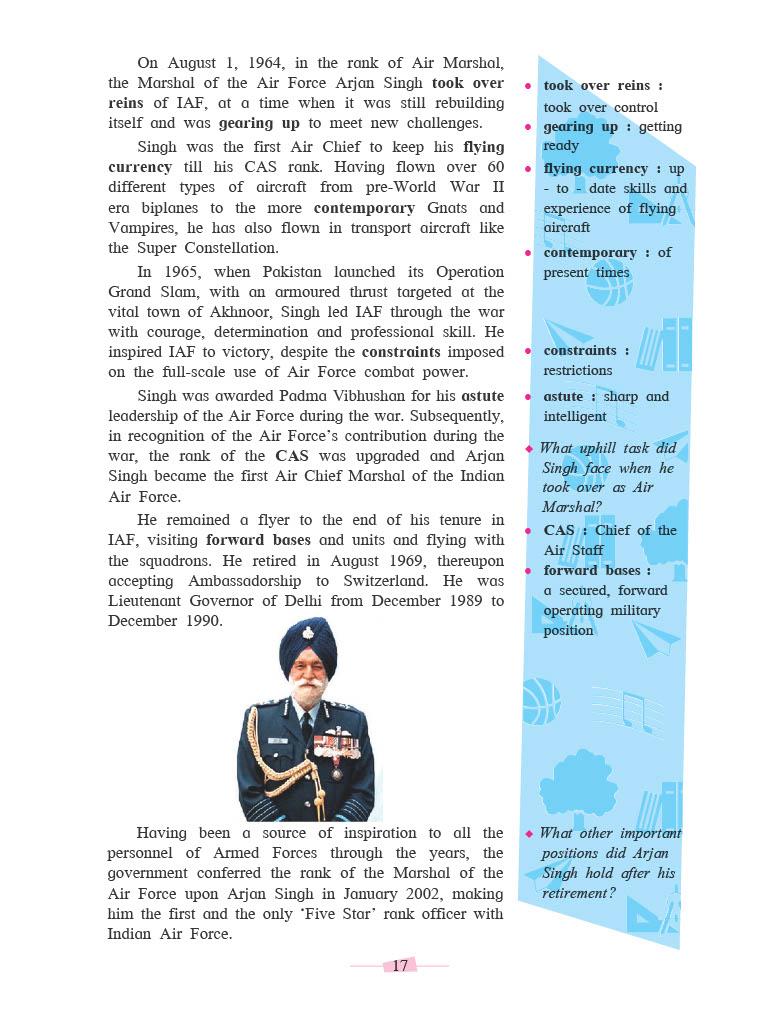 On August 1, 1964, in the rank of Air Marshal,
the Marshal of the Air Force Arjan Singh took over
reins of IAF, at a time when it was still rebuilding
itself and was gearing up to meet new challenges.
Singh was the first Air Chief to keep his flying
currency till his CAS rank. Having flown over 60
different types of aircraft from pre-World War II
era biplanes to the more contemporary Gnats and
Vampires, he has also flown in transport aircraft like
the Super Constellation.
In 1965, when Pakistan launched its Operation
Grand Slam, with an armoured thrust targeted at the
vital town of Akhnoor, Singh led IAF through the war
with courage, determination and professional skill. He
inspired IAF to victory, despite the constraints imposed
on the full-scale use of Air Force combat power.
Singh was awarded Padma Vibhushan for his astute
leadership of the Air Force during the war. Subsequently,
in recognition of the Air Force's contribution during the
war, the rank of the CAS was upgraded and Arjan
Singh became the first Air Chief Marshal of the Indian
Air Force.
He remained a flyer to the end of his tenure in
IAF, visiting forward bases and units and flying with
the squadrons. He retired in August 1969, thereupon
accepting Ambassadorship to Switzerland. He was
Lieutenant Governor of Delhi from December 1989 to
December 1990.
Having been a source of inspiration to all the
personnel of Armed Forces through the years, the
government conferred the rank of the Marshal of the
Air Force upon Arjan Singh in January 2002, making
him the first and the only 'Five Star' rank officer with
Indian Air Force.
• took over reins :
took over control
• gearing up : getting
ready
• flying currency : up
- to - date skills and
experience of flying
aircraft
• contemporary : of
present times
• constraints :
restrictions
• astute : sharp and
intelligent
◆ What uphill task did
Singh face when he
took over as Air
Marshal?
• CAS : Chief of the
Air Staff
• forward bases :
a secured, forward
operating military
position
◆ What other important
positions did Arjan
Singh hold after his
retirement?
17